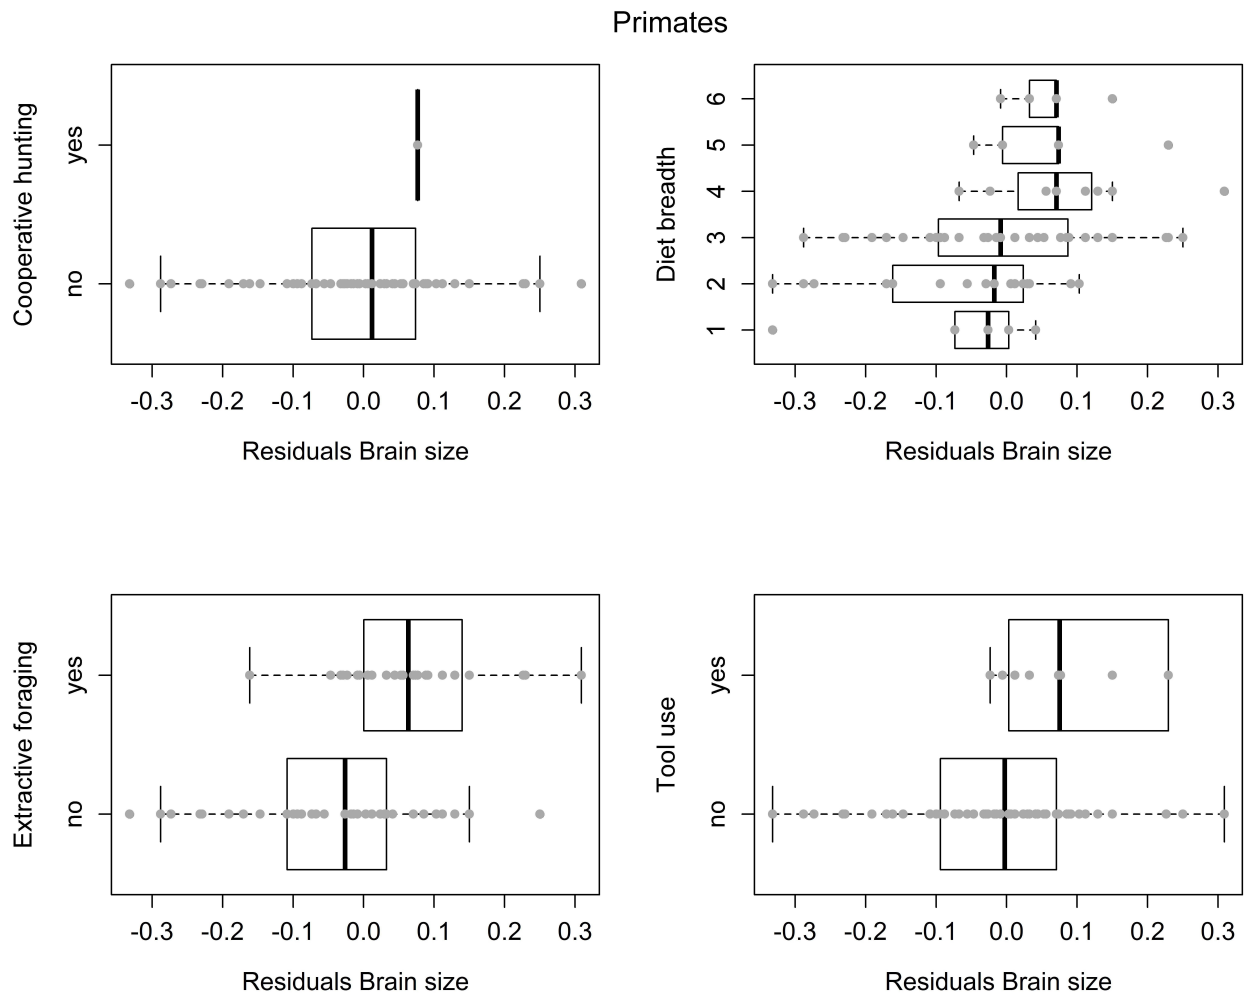 Primates
Cooperative hunting
yes
no
-0.3 -0.2 -0.1 0.0 0.1 0.2 0.3
Residuals Brain size
Diet breadth
6
5
4
3
2
1
-0.3 -0.2 -0.1 0.0 0.1 0.2 0.3
Residuals Brain size
Extractive foraging
yes
no
-0.3 -0.2 -0.1 0.0 0.1 0.2 0.3
Residuals Brain size
Tool use
yes
no
-0.3 -0.2 -0.1 0.0 0.1 0.2 0.3
Residuals Brain size